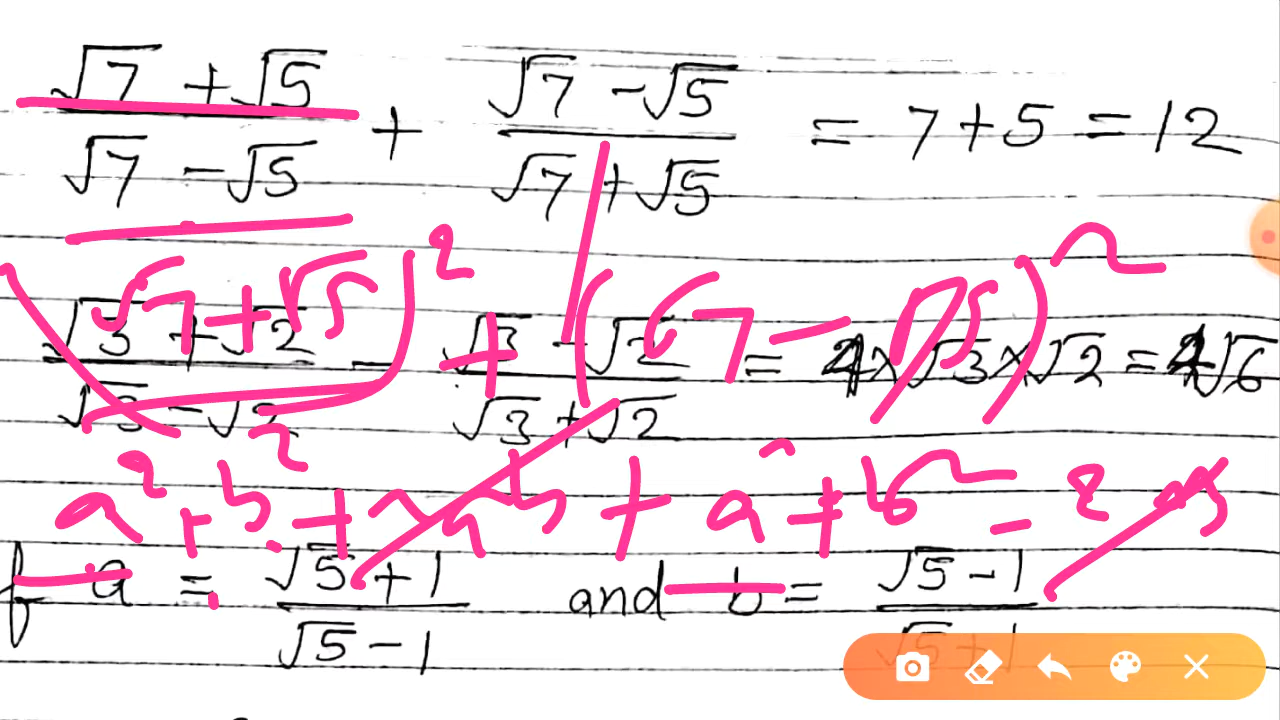 √7 + √5 / √7 - √5 + √7 - √5 / √7 + √5 = 7 + 5 = 12
(√7 + √5)² + (√7 - √5)²
√3 + √2 / √3 - √2 - √3 - √2 / √3 + √2 = 4 × √3 × √2 = 4√6
2
a² + b² + 2ab + a² + b² - 2ab
f a = √5 + 1 / √5 - 1 and b = √5 - 1 / √5 + 1